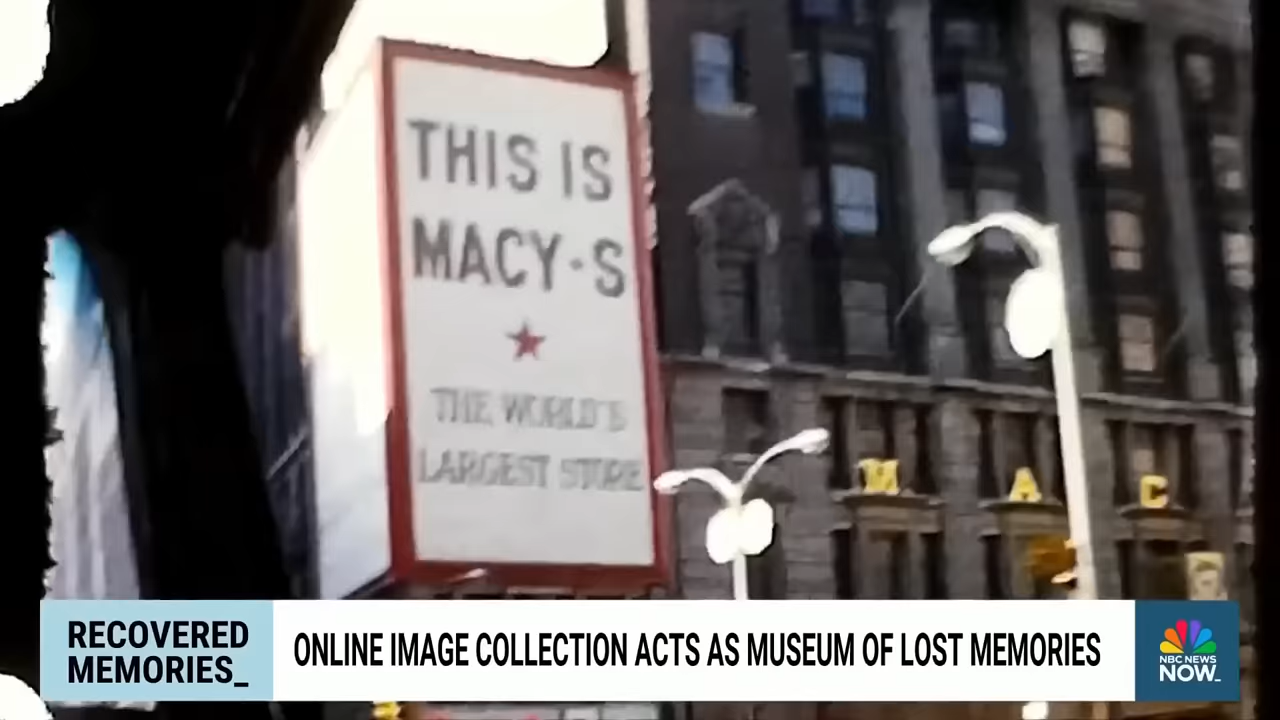 THIS IS
MACY·S
THE WORLD'S
LARGEST STORE
M A C Y
RECOVERED
MEMORIES_
ONLINE IMAGE COLLECTION ACTS AS MUSEUM OF LOST MEMORIES
NBC NEWS
NOW_